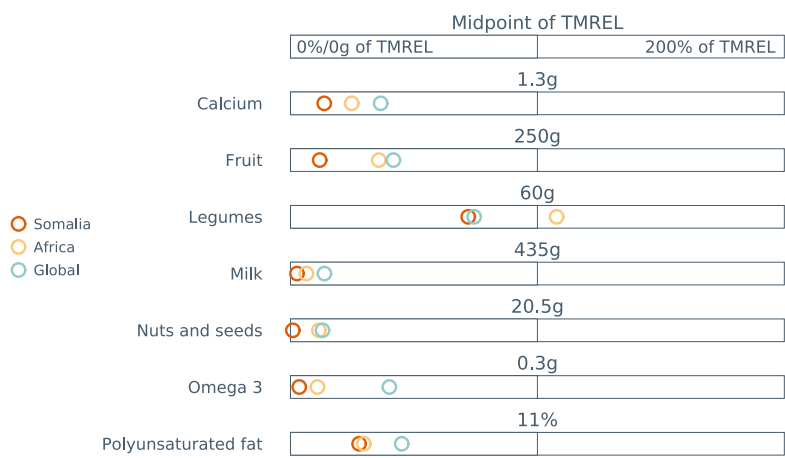 Midpoint of TMREL
0%/0g of TMREL 200% of TMREL
1.3g
Calcium
250g
Fruit
60g
Legumes
435g
Milk
20.5g
Nuts and seeds
0.3g
Omega 3
11%
Polyunsaturated fat
Somalia
Africa
Global